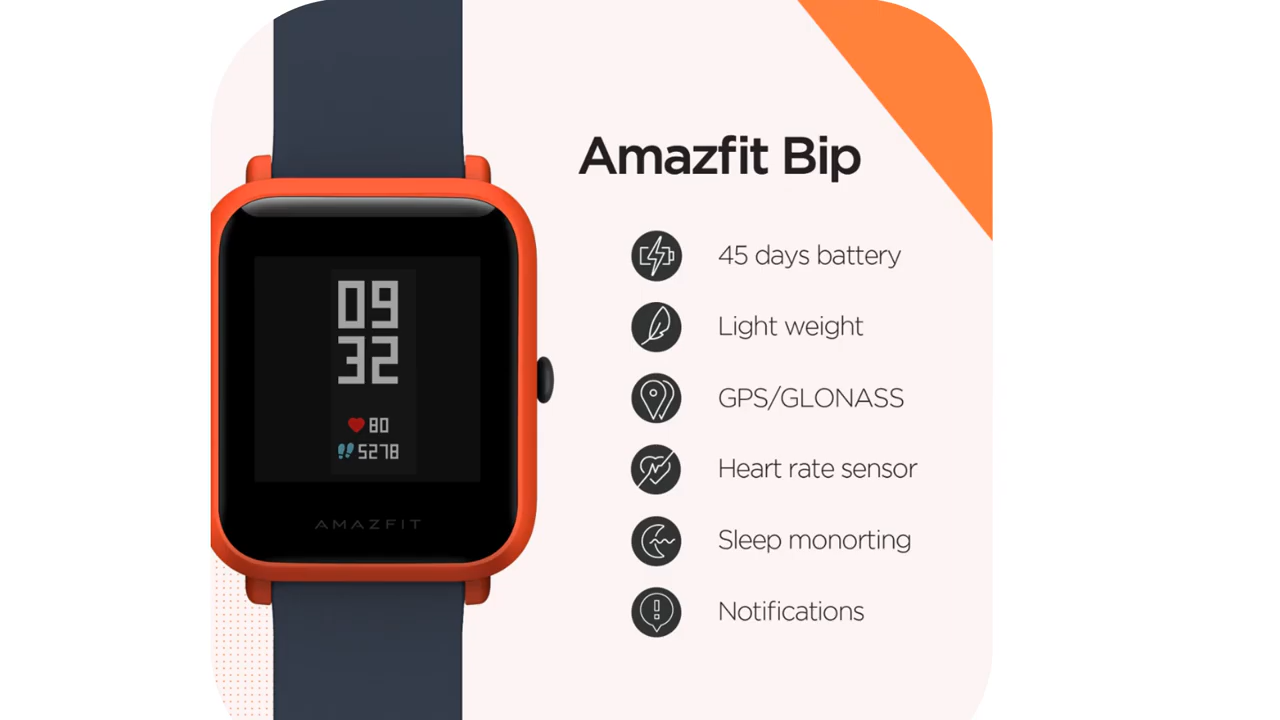 Amazfit Bip
45 days battery
Light weight
GPS/GLONASS
Heart rate sensor
Sleep monorting
Notifications
09
32
80
5278
AMAZFIT